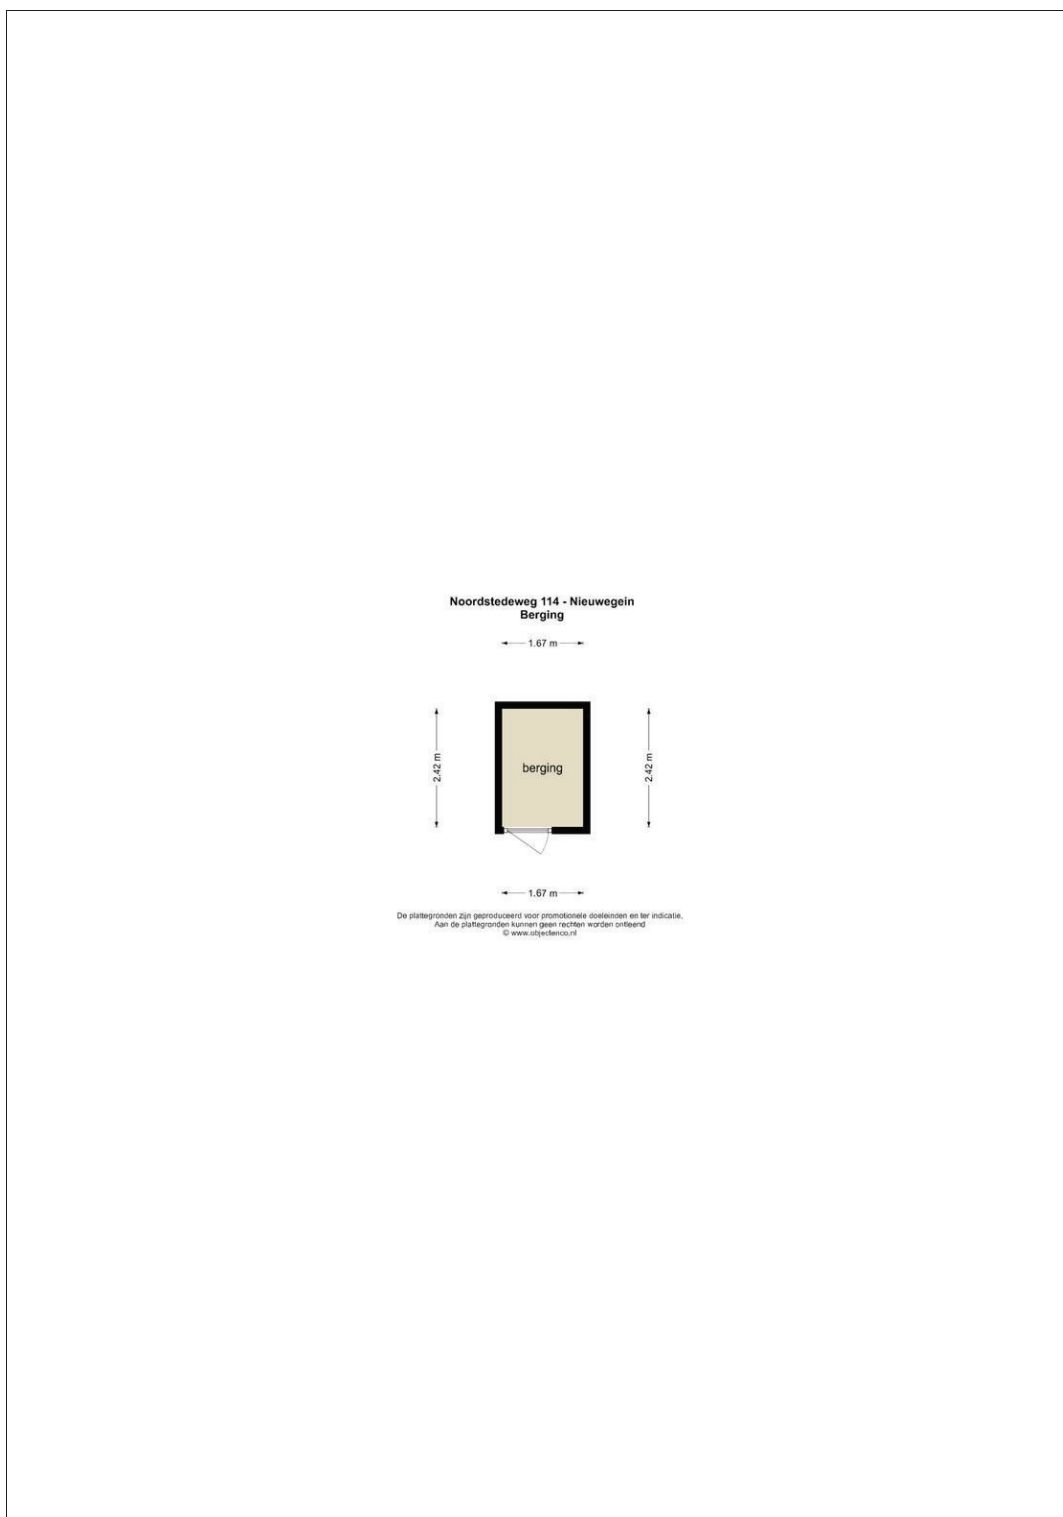 Noordstedeweg 114 - Nieuwegein
Berging
1.67 m
2.42 m
berging
2.42 m
1.67 m
De plattegronden zijn geproduceerd voor promotionele doeleinden en ter indicatie.
Aan de plattegronden kunnen geen rechten worden ontleend
© www.objectenco.nl